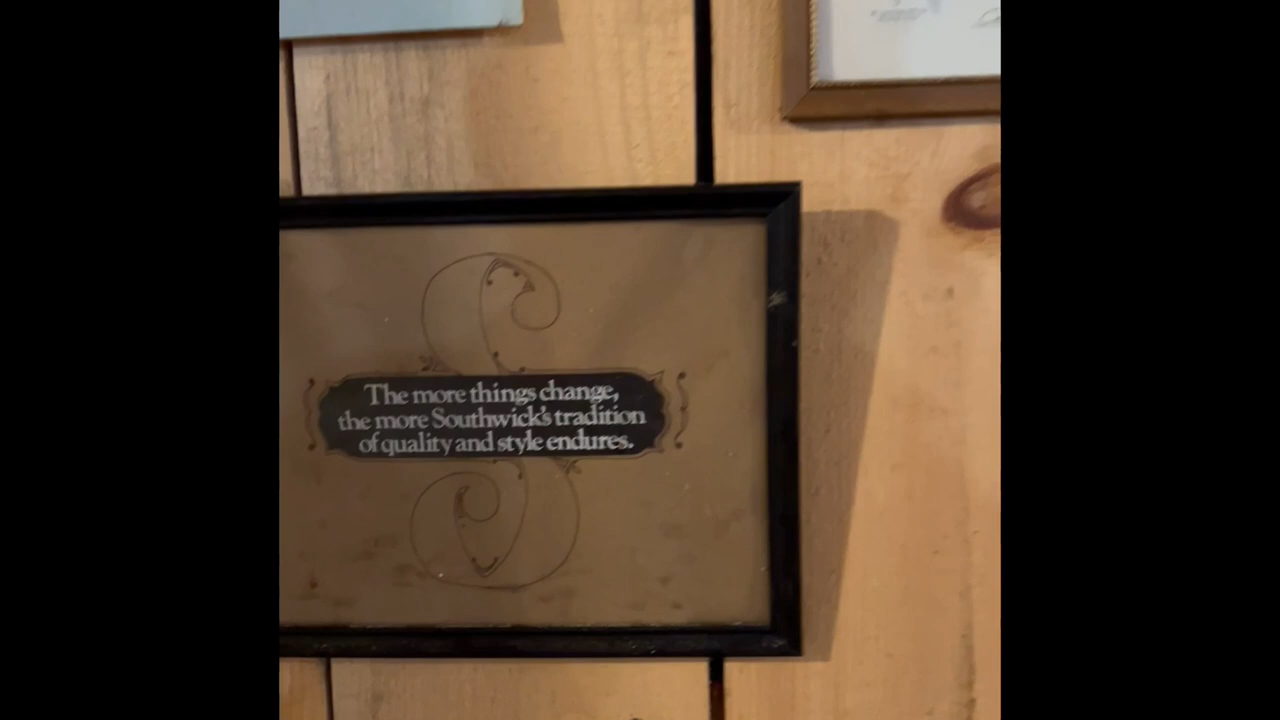 The more things change,
the more Southwick's tradition
of quality and style endures.